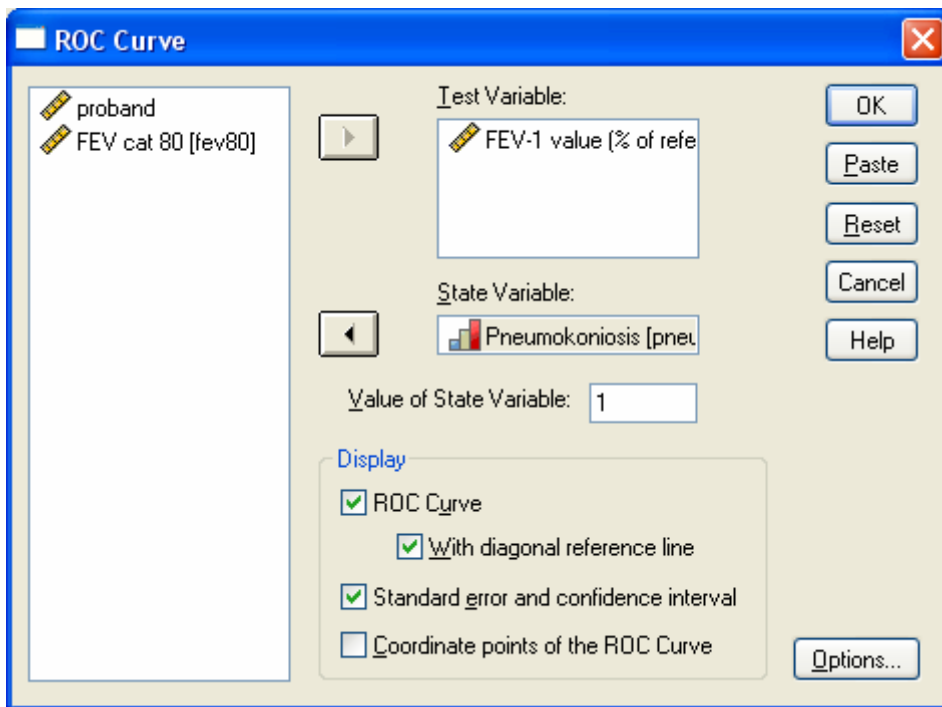 ROC Curve
proband
FEV cat 80 [fev80]
Test Variable:
FEV-1 value (% of refe
State Variable:
Pneumokoniosis [pneu
Value of State Variable: 1
Display
ROC Curve
With diagonal reference line
Standard error and confidence interval
Coordinate points of the ROC Curve
OK
Paste
Reset
Cancel
Help
Options...